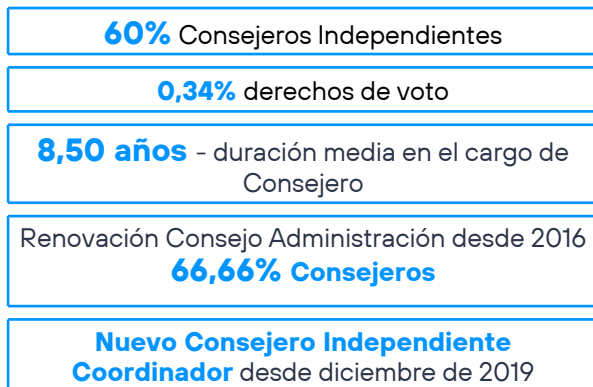 60% Consejeros Independientes
0,34% derechos de voto
8,50 años - duración media en el cargo de
Consejero
Renovación Consejo Administración desde 2016
66,66% Consejeros
Nuevo Consejero Independiente
Coordinador desde diciembre de 2019